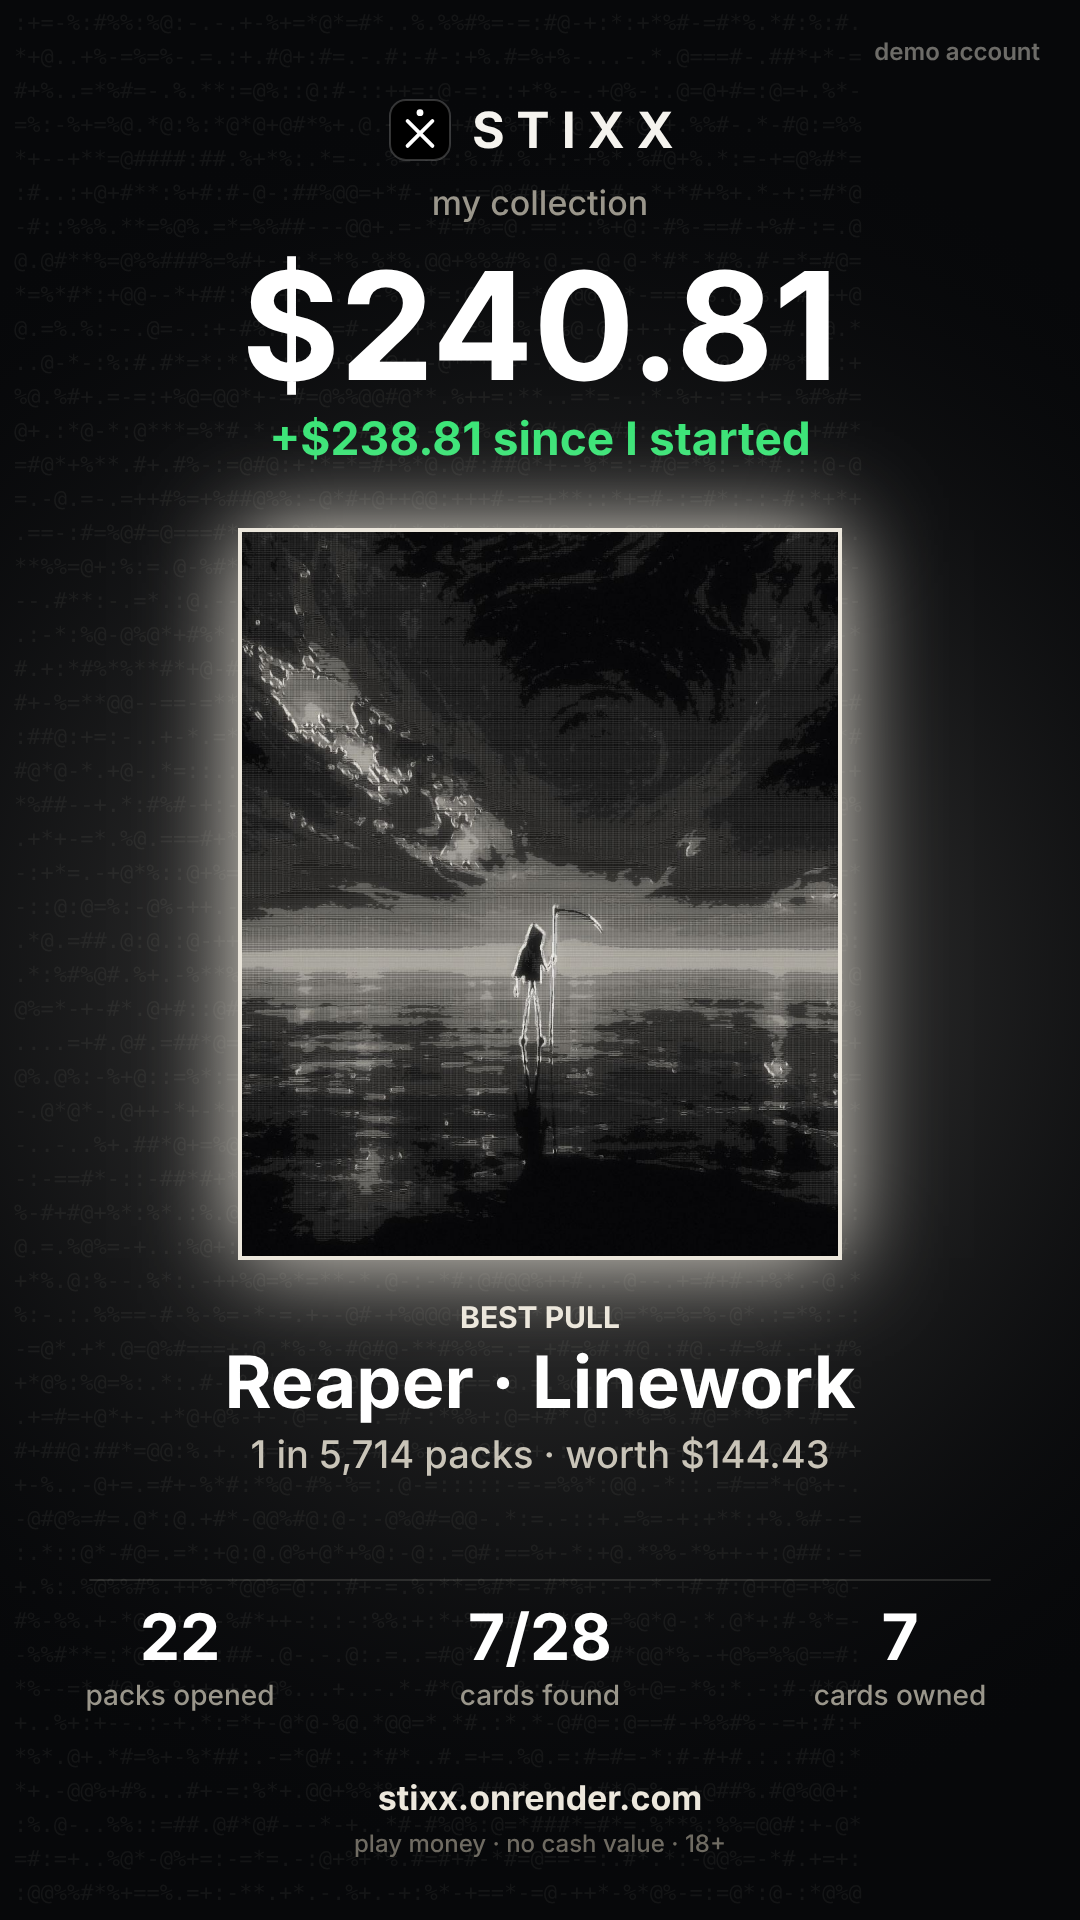 demo account
STIXX
my collection
$240.81
+$238.81 since I started
BEST PULL
Reaper · Linework
1 in 5,714 packs · worth $144.43
22
packs opened
7/28
cards found
7
cards owned
stixx.onrender.com
play money · no cash value · 18+